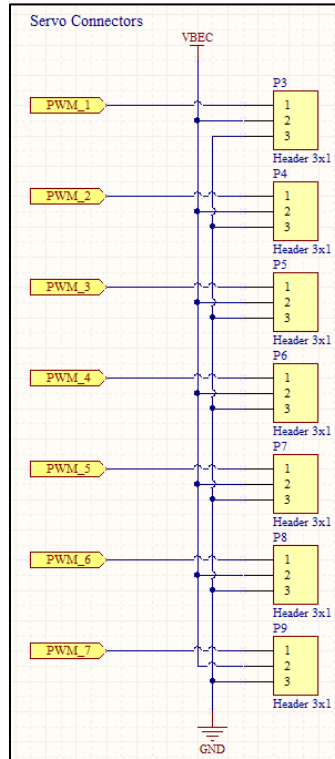 Servo Connectors
VBEC
P3
PWM_1
1
2
3
Header 3x1
P4
PWM_2
1
2
3
Header 3x1
P5
PWM_3
1
2
3
Header 3x1
P6
PWM_4
1
2
3
Header 3x1
P7
PWM_5
1
2
3
Header 3x1
P8
PWM_6
1
2
3
Header 3x1
P9
PWM_7
1
2
3
Header 3x1
GND